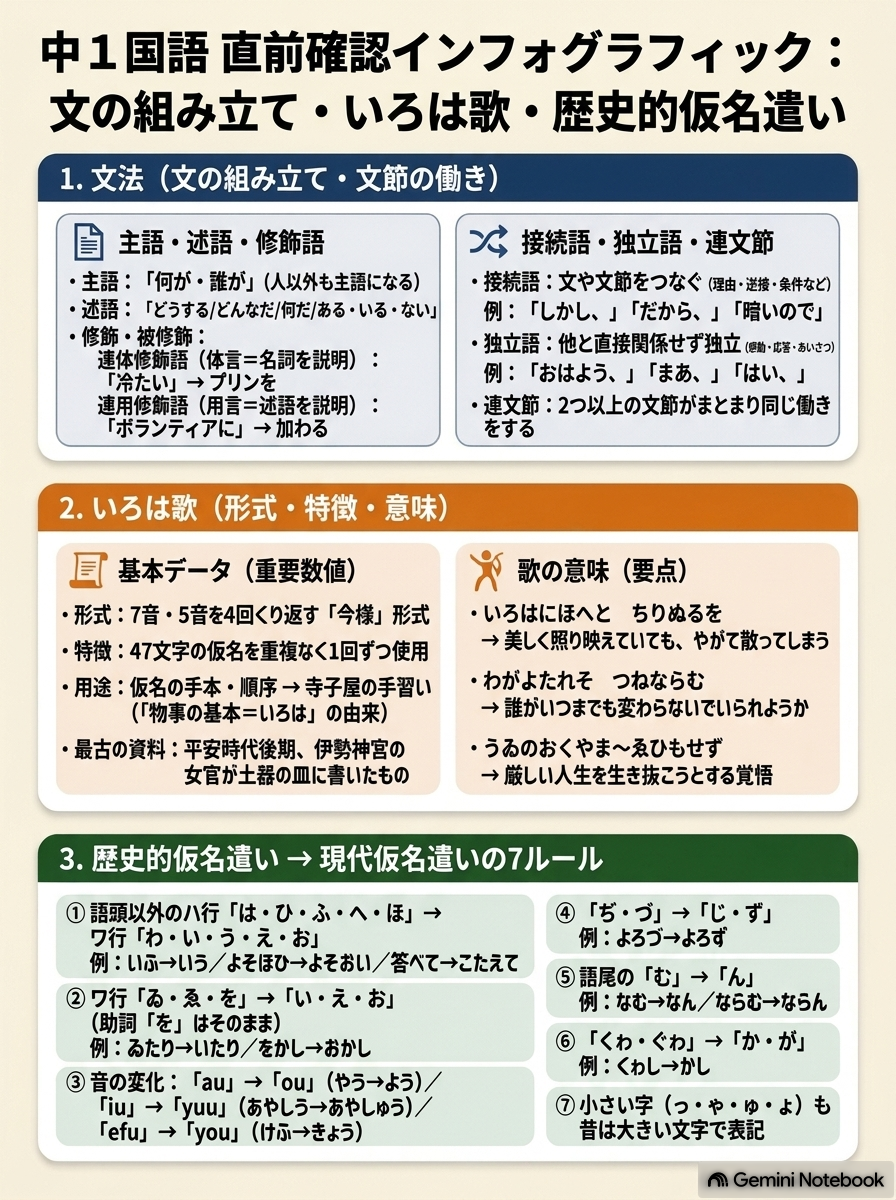 中1国語 直前確認インフォグラフィック：
文の組み立て・いろは歌・歴史的仮名遣い
1. 文法（文の組み立て・文節の働き）
主語・述語・修飾語
・主語：「何が・誰が」（人以外も主語になる）
・述語：「どうする/どんなだ/何だ/ある・いる・ない」
・修飾・被修飾：
連体修飾語（体言＝名詞を説明）：
「冷たい」→ プリンを
連用修飾語（用言＝述語を説明）：
「ボランティアに」→ 加わる
接続語・独立語・連文節
・接続語：文や文節をつなぐ（理由・逆接・条件など）
例：「しかし、」「だから、」「暗いので」
・独立語：他と直接関係せず独立（感動・応答・あいさつ）
例：「おはよう、」「まあ、」「はい、」
・連文節：2つ以上の文節がまとまり同じ働き
をする
2. いろは歌（形式・特徴・意味）
基本データ（重要数値）
・形式：7音・5音を4回くり返す「今様」形式
・特徴：47文字の仮名を重複なく1回ずつ使用
・用途：仮名の手本・順序 → 寺子屋の手習い
（「物事の基本＝いろは」の由来）
・最古の資料：平安時代後期、伊勢神宮の
女官が土器の皿に書いたもの
歌の意味（要点）
・いろはにほへと　ちりぬるを
→ 美しく照り映えていても、やがて散ってしまう
・わがよたれそ　つねならむ
→ 誰がいつまでも変わらないでいられようか
・うゐのおくやま～ゑひもせず
→ 厳しい人生を生き抜こうとする覚悟
3. 歴史的仮名遣い → 現代仮名遣いの7ルール
① 語頭以外のハ行「は・ひ・ふ・へ・ほ」→
ワ行「わ・い・う・え・お」
例：いふ→いう／よそほひ→よそおい／答べて→こたえて
② ワ行「ゐ・ゑ・を」→「い・え・お」
（助詞「を」はそのまま）
例：ゐたり→いたり／をかし→おかし
③ 音の変化：「au」→「ou」（やう→よう）／
「iu」→「yuu」（あやしう→あやしゅう）／
「efu」→「you」（けふ→きょう）
④ 「ぢ・づ」→「じ・ず」
例：よろづ→よろず
⑤ 語尾の「む」→「ん」
例：なむ→なん／ならむ→ならん
⑥ 「くわ・ぐわ」→「か・が」
例：くゎし→かし
⑦ 小さい字（っ・ゃ・ゅ・ょ）も
昔は大きい文字で表記
Gemini Notebook